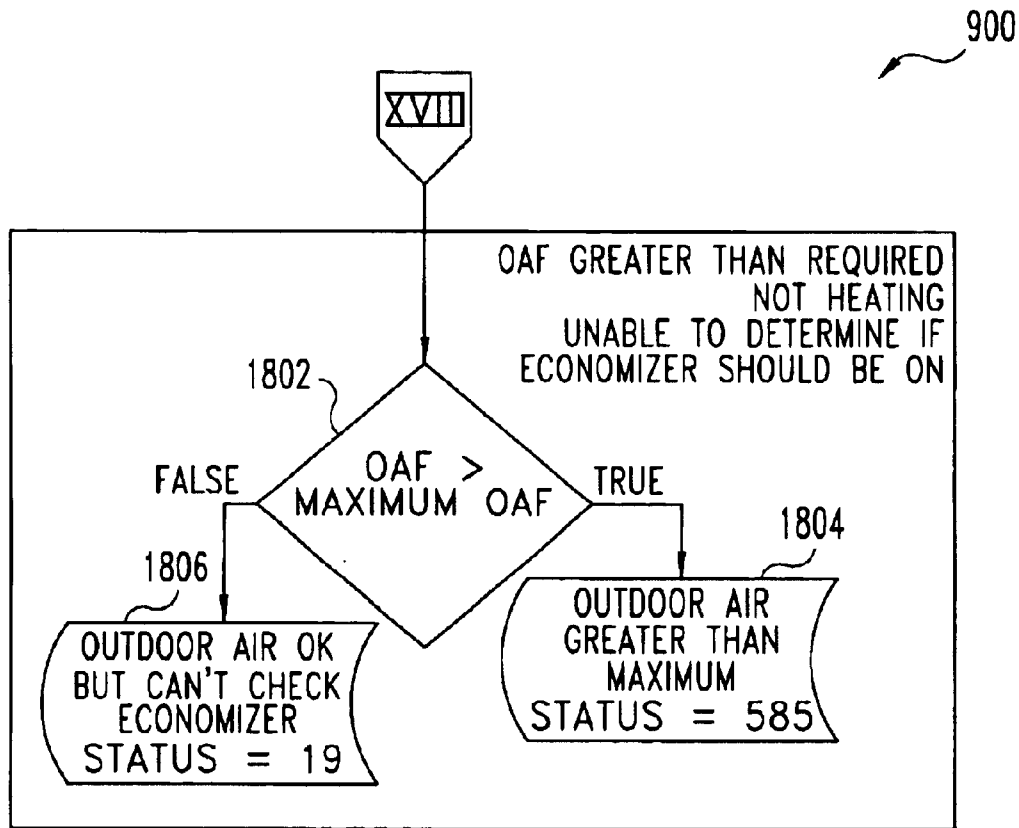 900
XVIII
OAF GREATER THAN REQUIRED
NOT HEATING
UNABLE TO DETERMINE IF
ECONOMIZER SHOULD BE ON
1802
OAF >
MAXIMUM OAF
FALSE
TRUE
1804
OUTDOOR AIR
GREATER THAN
MAXIMUM
STATUS = 585
1806
OUTDOOR AIR OK
BUT CAN'T CHECK
ECONOMIZER
STATUS = 19